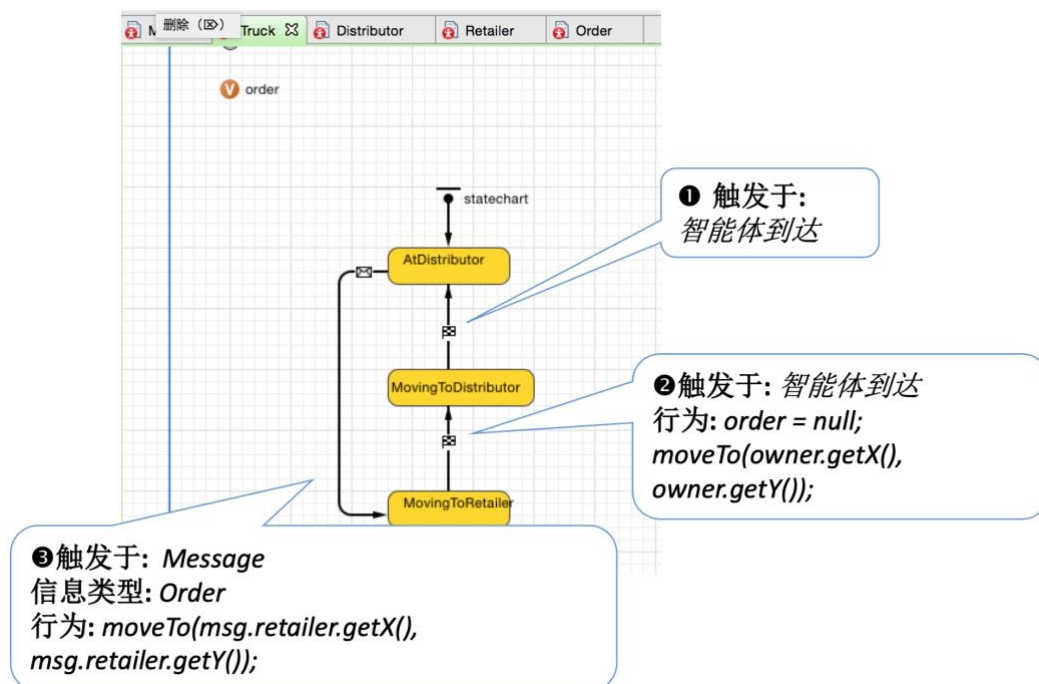 M
删除（⌦）
Truck
Distributor
Retailer
Order
V order
statechart
AtDistributor
MovingToDistributor
MovingToRetailer
❶ 触发于:
智能体到达
❷触发于: 智能体到达
行为: order = null;
moveTo(owner.getX(),
owner.getY());
❸触发于: Message
信息类型: Order
行为: moveTo(msg.retailer.getX(),
msg.retailer.getY());